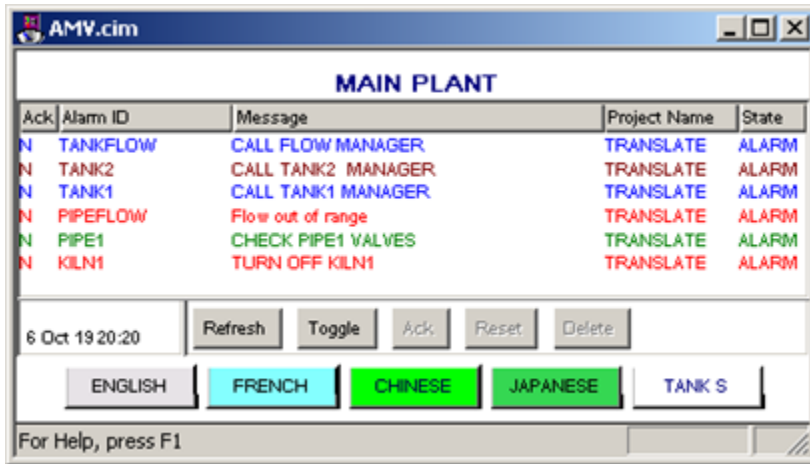 AMV.cim
MAIN PLANT
Ack Alarm ID Message Project Name State
N TANKFLOW CALL FLOW MANAGER TRANSLATE ALARM
N TANK2 CALL TANK2 MANAGER TRANSLATE ALARM
N TANK1 CALL TANK1 MANAGER TRANSLATE ALARM
N PIPEFLOW Flow out of range TRANSLATE ALARM
N PIPE1 CHECK PIPE1 VALVES TRANSLATE ALARM
N KILN1 TURN OFF KILN1 TRANSLATE ALARM
6 Oct 19 20:20 Refresh Toggle Ack Reset Delete
ENGLISH FRENCH CHINESE JAPANESE TANK S
For Help, press F1